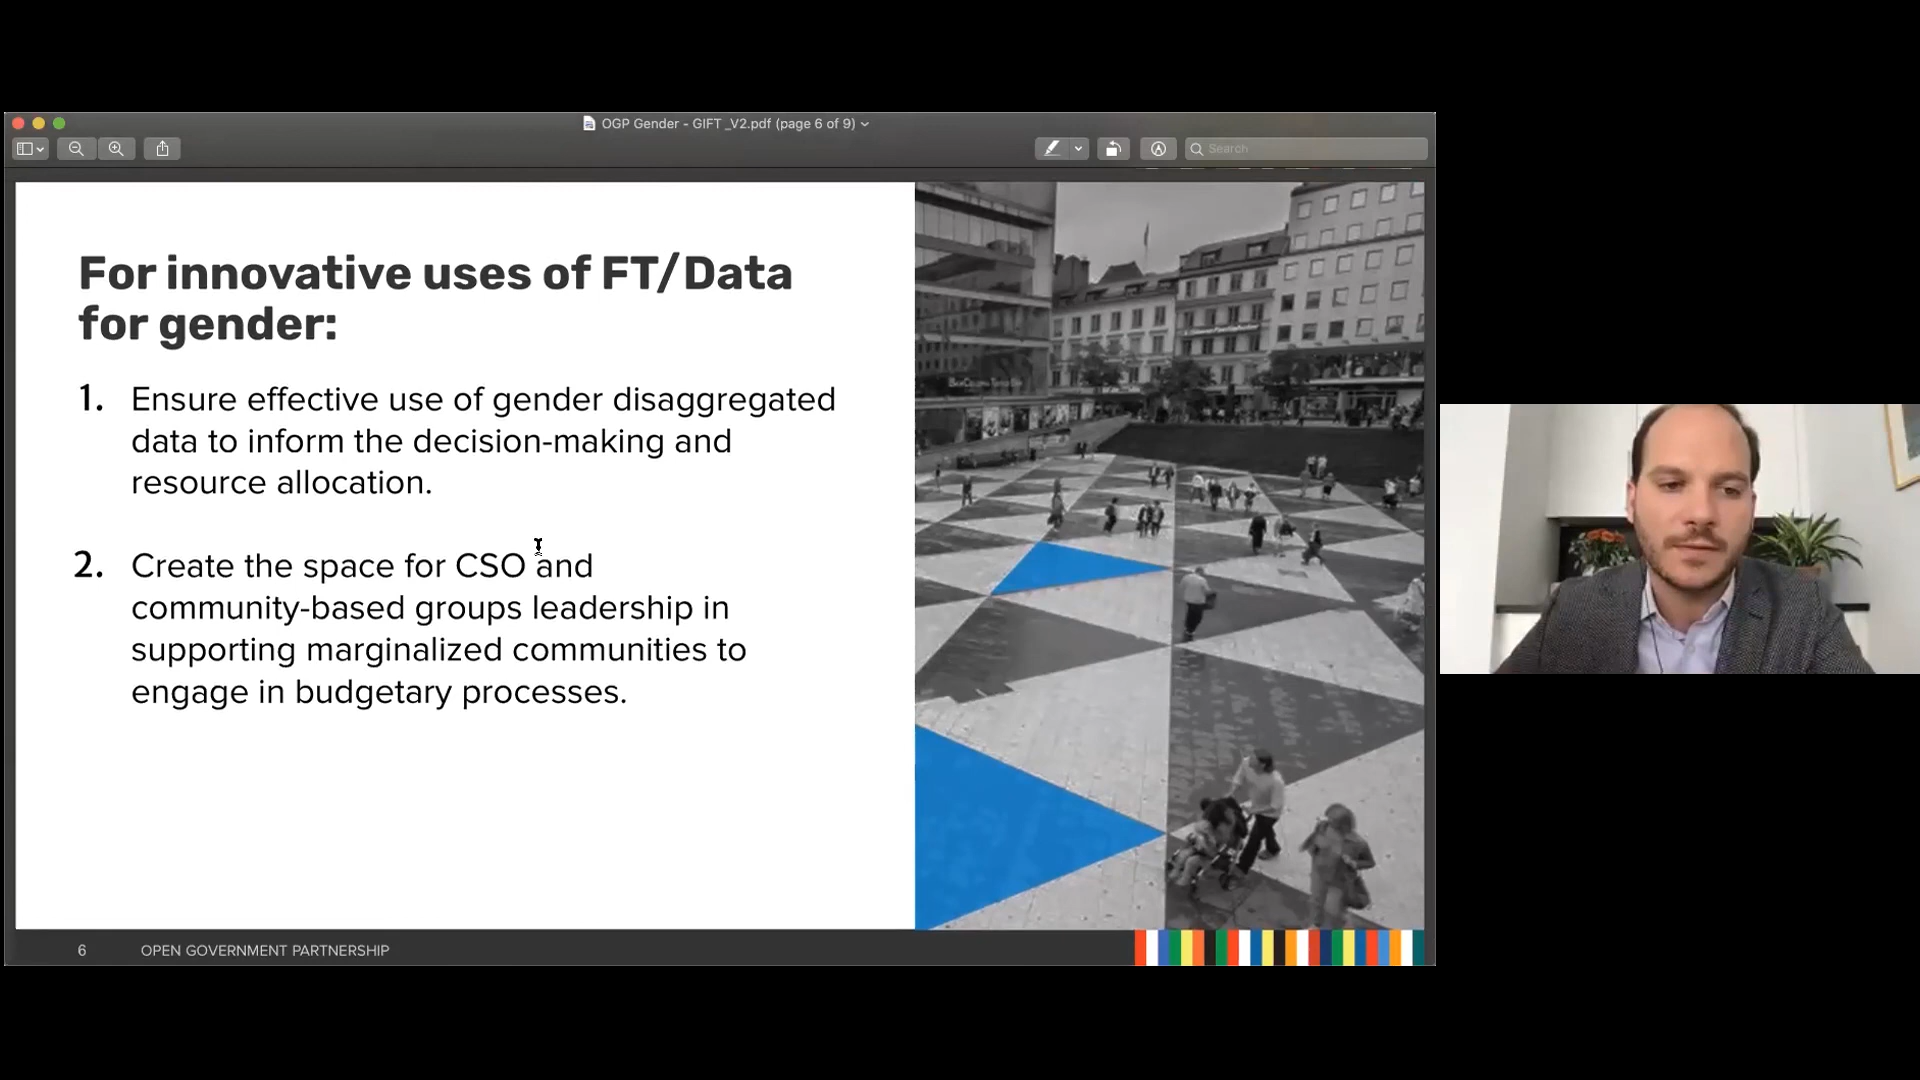 OGP Gender - GIFT _V2.pdf (page 6 of 9)
Search
For innovative uses of FT/Data
for gender:
1. Ensure effective use of gender disaggregated
data to inform the decision-making and
resource allocation.
2. Create the space for CSO and
community-based groups leadership in
supporting marginalized communities to
engage in budgetary processes.
6 OPEN GOVERNMENT PARTNERSHIP